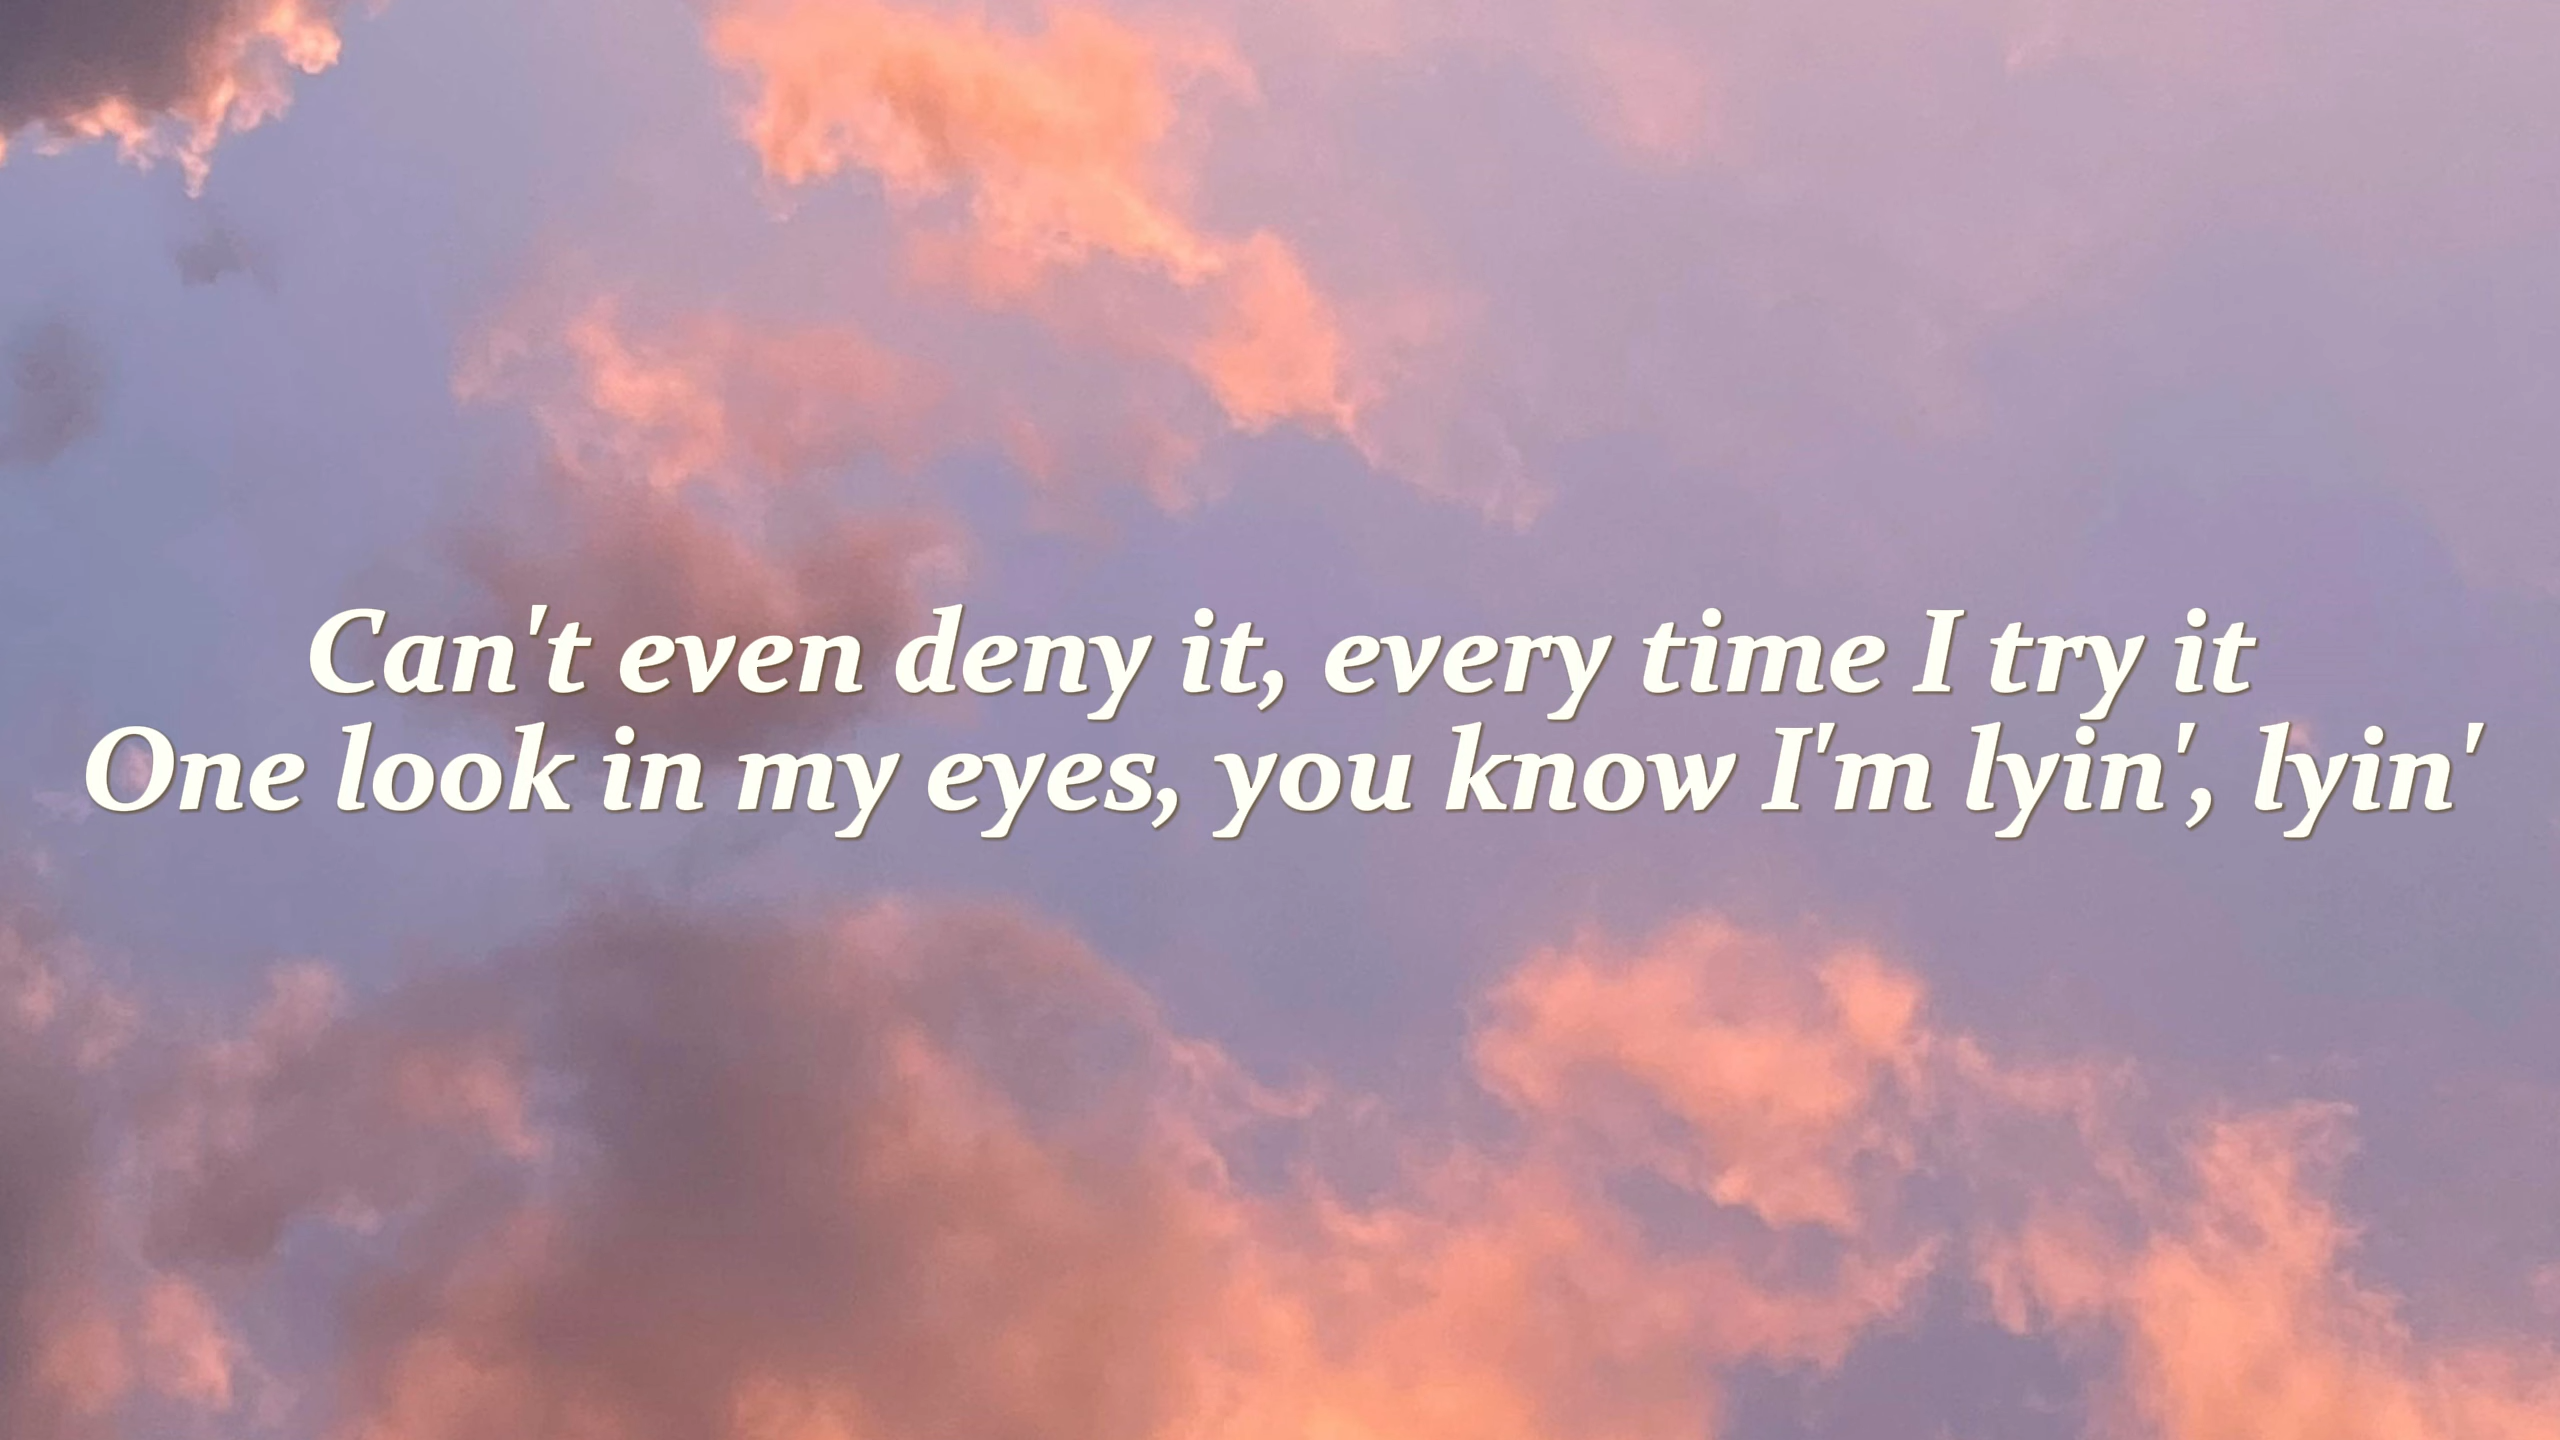 Can't even deny it, every time I try it
One look in my eyes, you know I'm lyin', lyin'